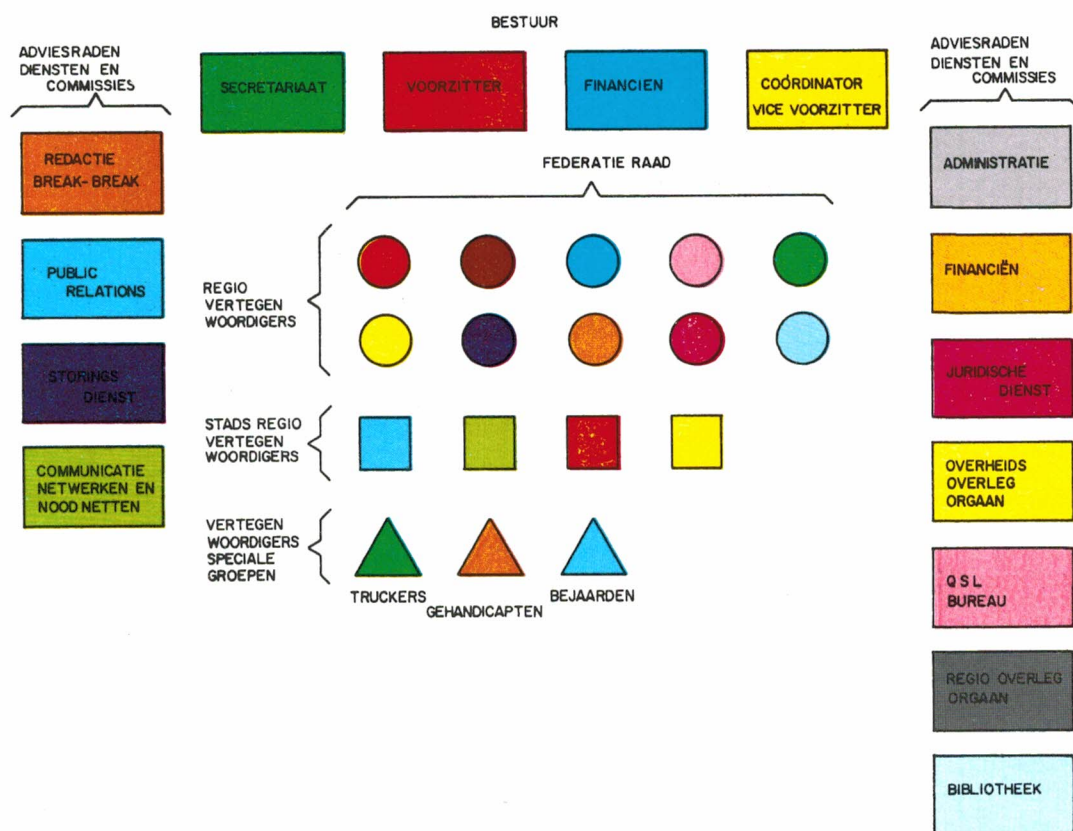 BESTUUR
ADVIESRADEN
DIENSTEN EN
COMMISSIES
SECRETARIAAT
VOORZITTER
FINANCIEN
COÖRDINATOR
VICE VOORZITTER
ADVIESRADEN
DIENSTEN EN
COMMISSIES
REDACTIE
BREAK-BREAK
PUBLIC
RELATIONS
STORINGS
DIENST
COMMUNICATIE
NETWERKEN EN
NOOD NETTEN
FEDERATIE RAAD
REGIO
VERTEGEN
WOORDIGERS
STADS REGIO
VERTEGEN
WOORDIGERS
VERTEGEN
WOORDIGERS
SPECIALE
GROEPEN
TRUCKERS
GEHANDICAPTEN
BEJAARDEN
ADMINISTRATIE
FINANCIËN
JURIDISCHE
DIENST
OVERHEIDS
OVERLEG
ORGAAN
QSL
BUREAU
REGIO OVERLEG
ORGAAN
BIBLIOTHEEK